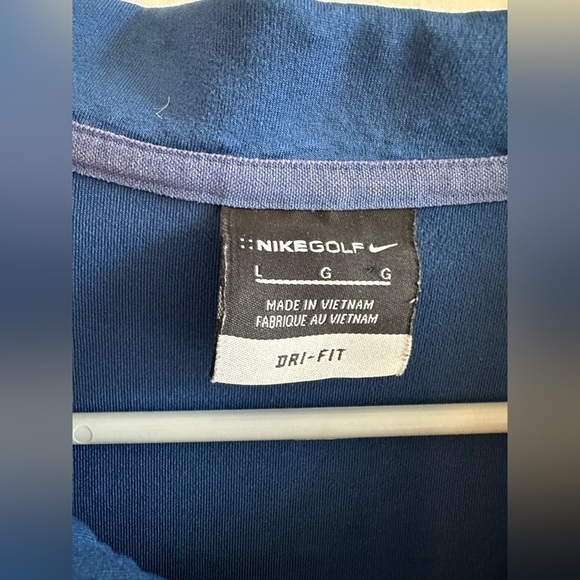 NIKEGOLF
L G G
MADE IN VIETNAM
FABRIQUE AU VIETNAM
DRI-FIT